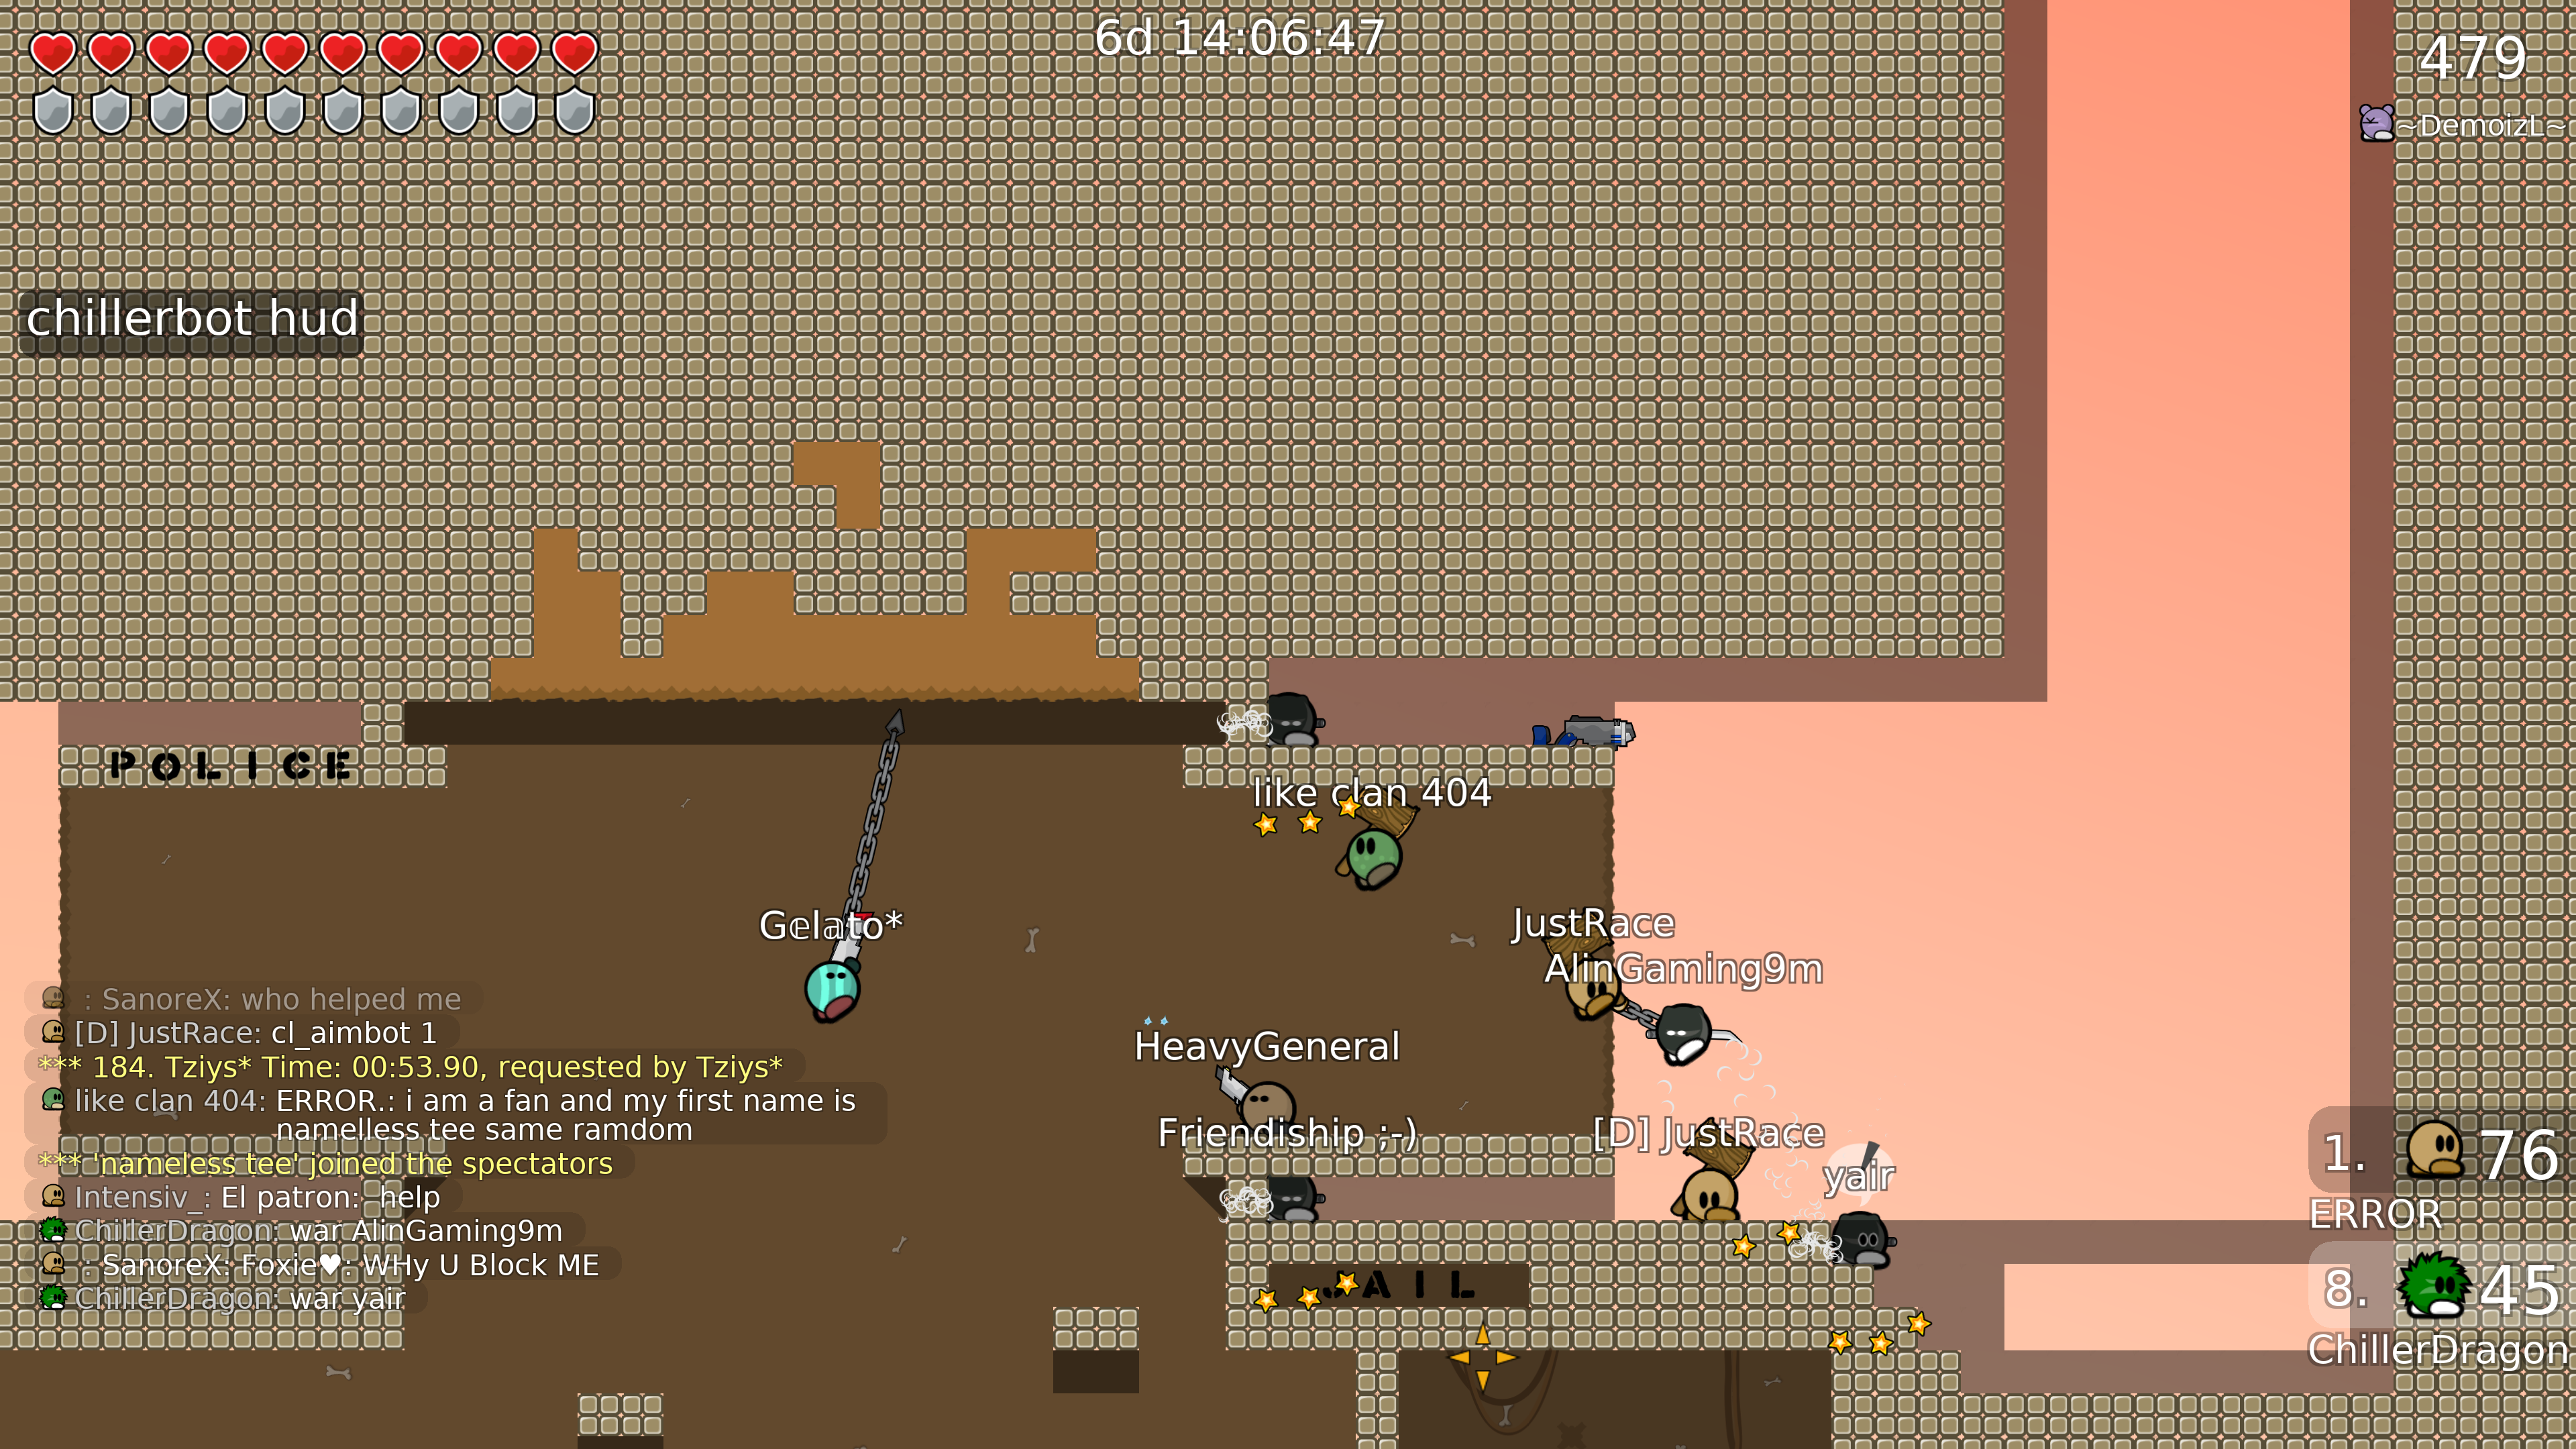 6d 14:06:47
479
~DemoizL~
chillerbot hud
POLICE
like clan 404
Gelato*
JustRace
AlinGaming9m
: SanoreX: who helped me
[D] JustRace: cl_aimbot 1
*** 184. Tziys* Time: 00:53.90, requested by Tziys*
like clan 404: ERROR.: i am a fan and my first name is
namelless tee same ramdom
*** 'nameless tee' joined the spectators
Intensiv_: El patron: help
ChillerDragon: war AlinGaming9m
: SanoreX: Foxie♥: WHy U Block ME
ChillerDragon: war yair
HeavyGeneral
Friendiship ;-)
[D] JustRace
yair
JAIL
1. 76
ERROR
8. 45
ChillerDragon